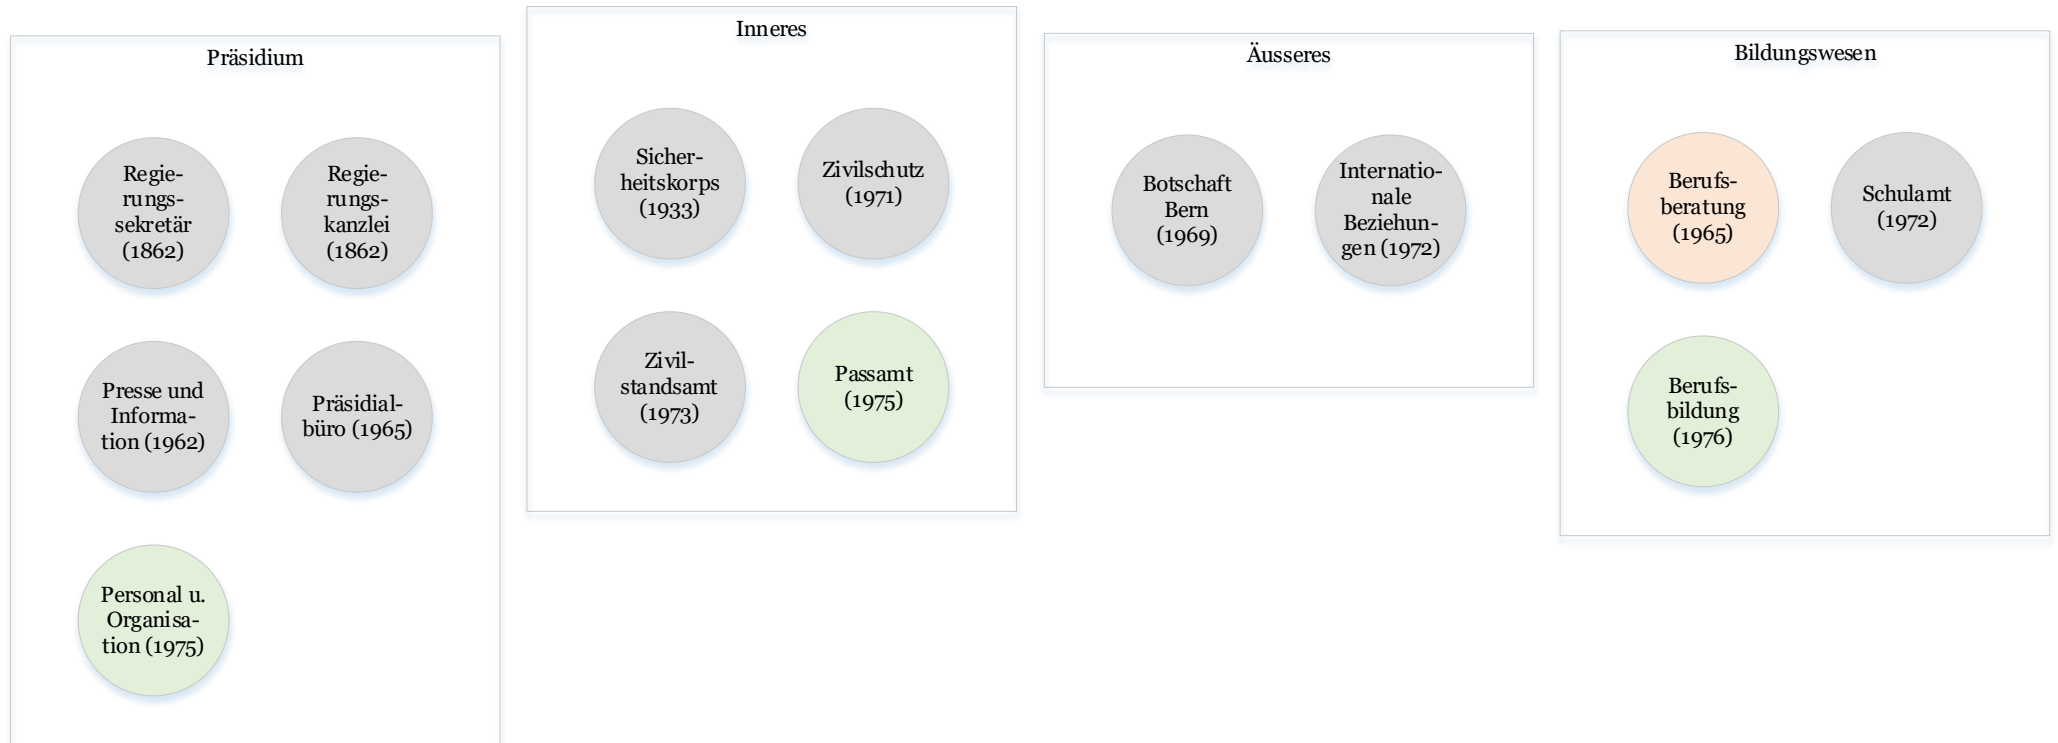 Präsidium
Regie-
rungs-
sekretär
(1862)
Regie-
rungs-
kanzlei
(1862)
Presse und
Informa-
tion (1962)
Präsidial-
büro (1965)
Personal u.
Organisa-
tion (1975)
Inneres
Sicher-
heitskorps
(1933)
Zivilschutz
(1971)
Zivil-
standsamt
(1973)
Passamt
(1975)
Äusseres
Botschaft
Bern
(1969)
Internatio-
nale
Beziehun-
gen (1972)
Bildungswesen
Berufs-
beratung
(1965)
Schulamt
(1972)
Berufs-
bildung
(1976)